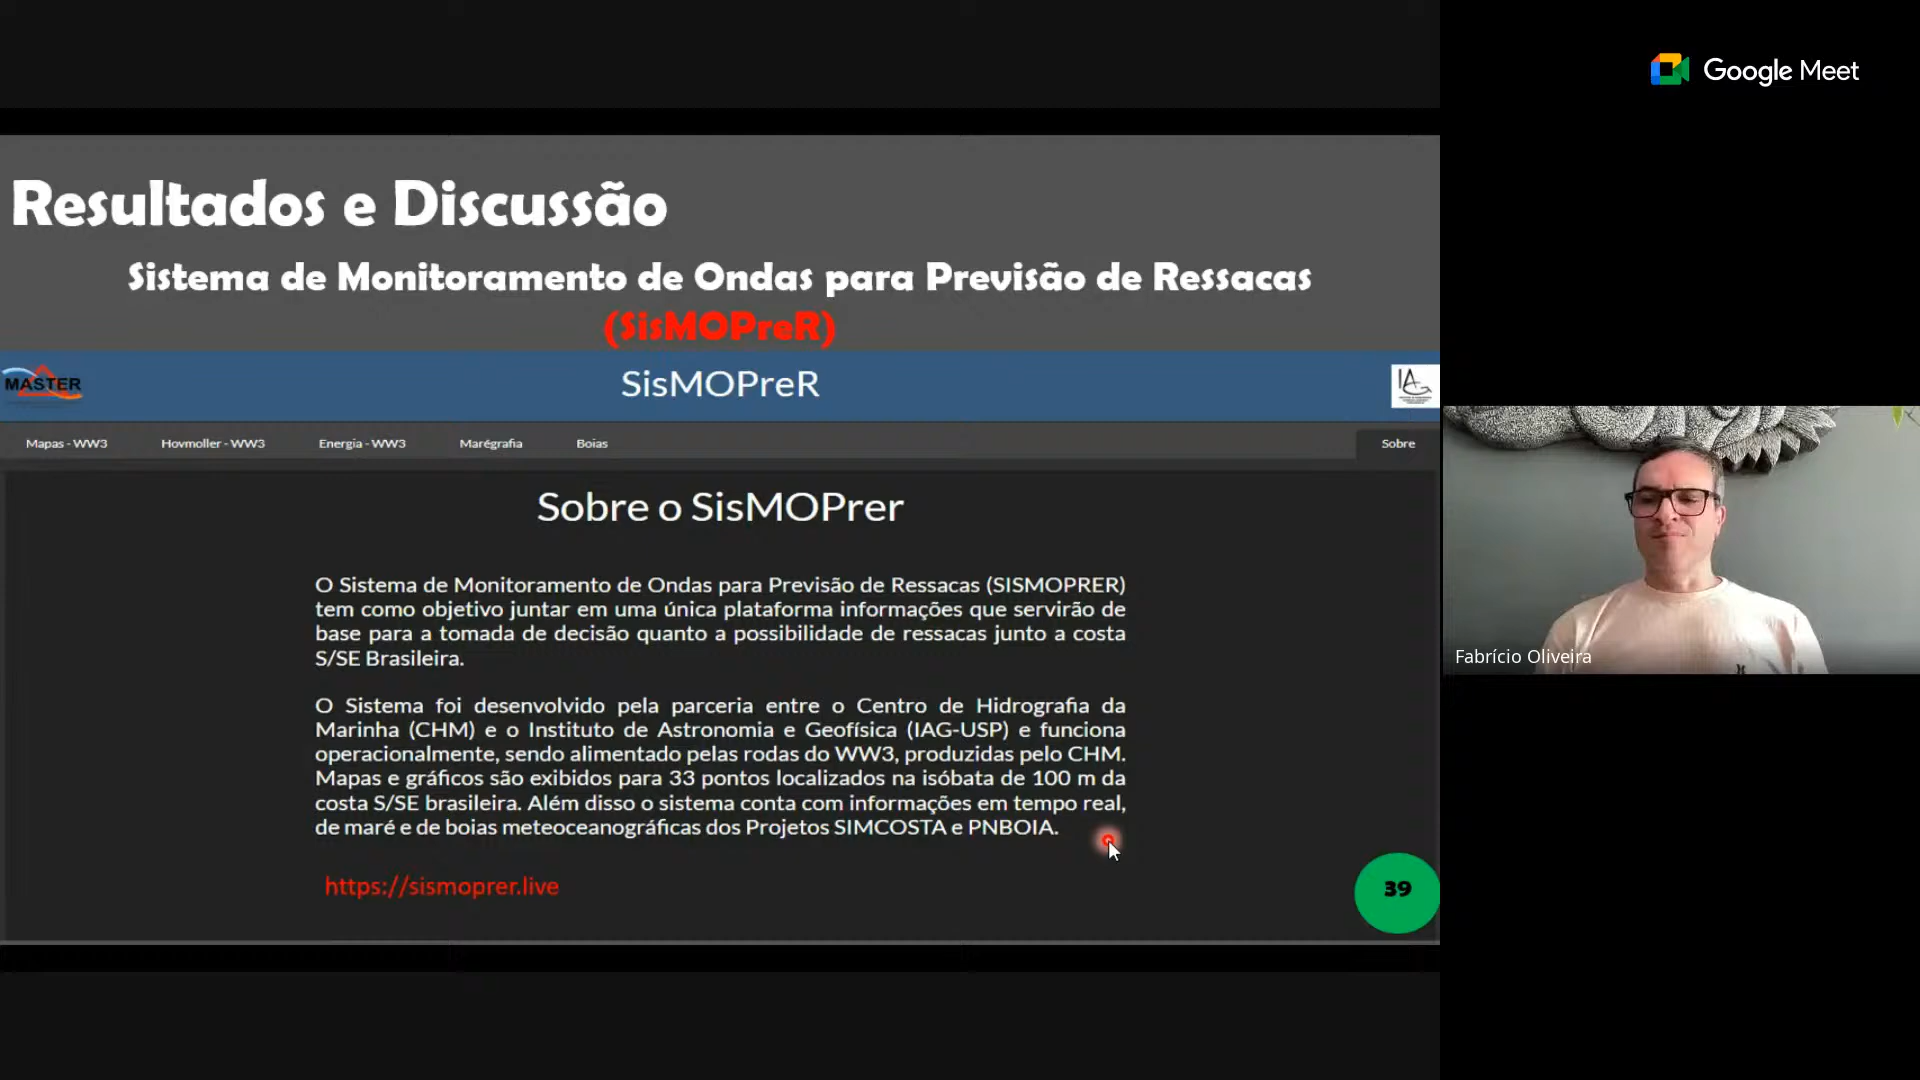 Google Meet
Resultados e Discussão
Sistema de Monitoramento de Ondas para Previsão de Ressacas
(SisMOPreR)
MASTER
SisMOPreR
IAG
Mapas - WW3
Hovmoller - WW3
Energia - WW3
Marégrafia
Boias
Sobre
Sobre o SisMOPrer
O Sistema de Monitoramento de Ondas para Previsão de Ressacas (SISMOPRER)
tem como objetivo juntar em uma única plataforma informações que servirão de
base para a tomada de decisão quanto a possibilidade de ressacas junto a costa
S/SE Brasileira.
O Sistema foi desenvolvido pela parceria entre o Centro de Hidrografia da
Marinha (CHM) e o Instituto de Astronomia e Geofísica (IAG-USP) e funciona
operacionalmente, sendo alimentado pelas rodas do WW3, produzidas pelo CHM.
Mapas e gráficos são exibidos para 33 pontos localizados na isóbata de 100 m da
costa S/SE brasileira. Além disso o sistema conta com informações em tempo real,
de maré e de boias meteoceanográficas dos Projetos SIMCOSTA e PNBOIA.
https://sismoprer.live
39
Fabrício Oliveira